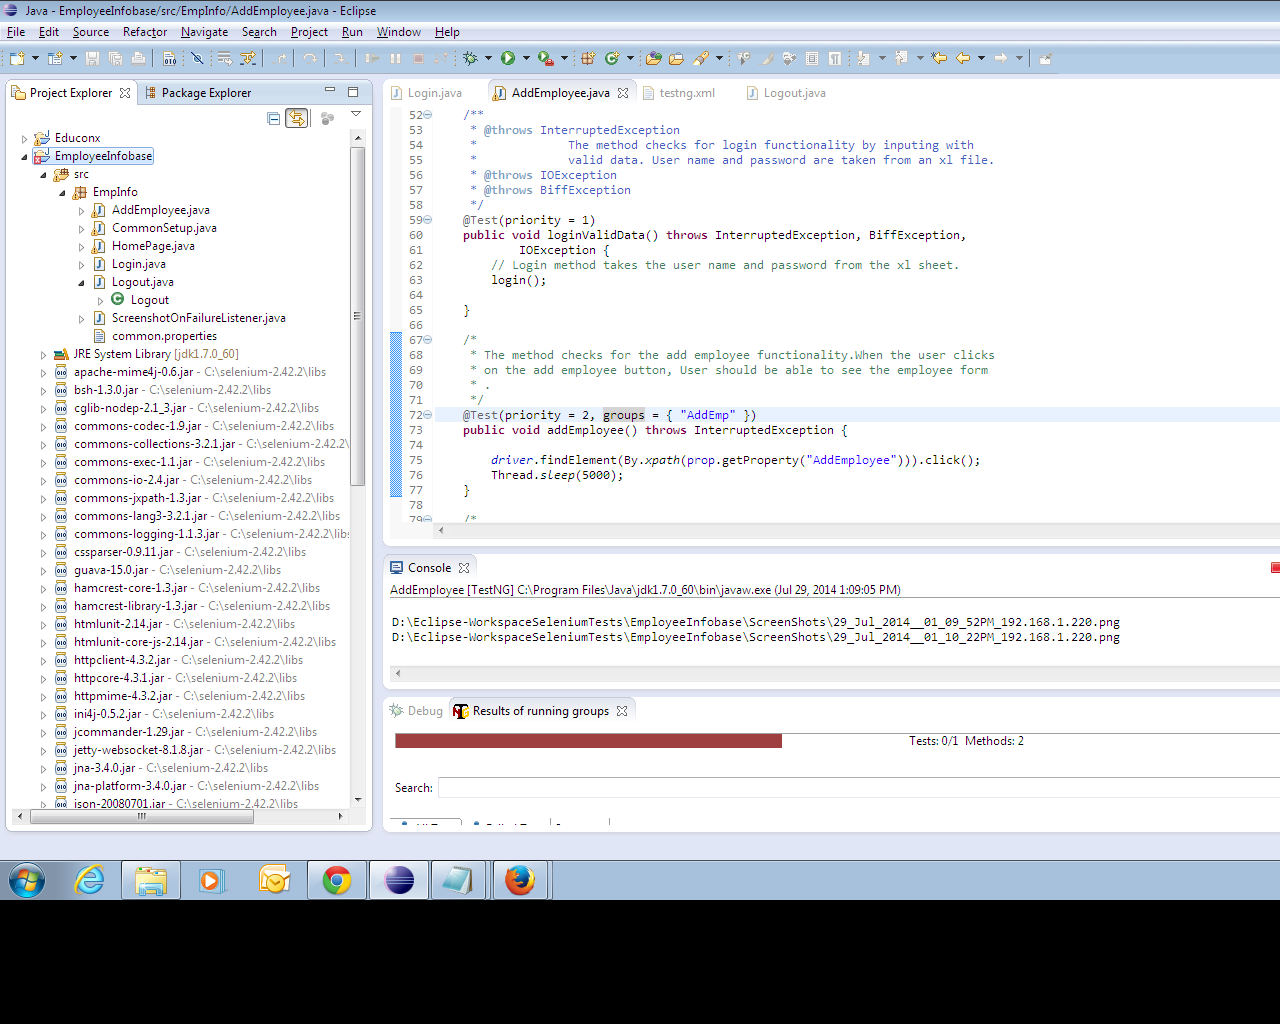 Java - EmployeeInfobase/src/EmpInfo/AddEmployee.java - Eclipse
File Edit Source Refactor Navigate Search Project Run Window Help
Project Explorer Package Explorer
Educonx
EmployeeInfobase
src
EmpInfo
AddEmployee.java
CommonSetup.java
HomePage.java
Login.java
Logout.java
Logout
ScreenshotOnFailureListener.java
common.properties
JRE System Library [jdk1.7.0_60]
apache-mime4j-0.6.jar - C:\selenium-2.42.2\libs
bsh-1.3.0.jar - C:\selenium-2.42.2\libs
cglib-nodep-2.1_3.jar - C:\selenium-2.42.2\libs
commons-codec-1.9.jar - C:\selenium-2.42.2\libs
commons-collections-3.2.1.jar - C:\selenium-2.42.2\
commons-exec-1.1.jar - C:\selenium-2.42.2\libs
commons-io-2.4.jar - C:\selenium-2.42.2\libs
commons-jxpath-1.3.jar - C:\selenium-2.42.2\libs
commons-lang3-3.2.1.jar - C:\selenium-2.42.2\libs
commons-logging-1.1.3.jar - C:\selenium-2.42.2\lib
cssparser-0.9.11.jar - C:\selenium-2.42.2\libs
guava-15.0.jar - C:\selenium-2.42.2\libs
hamcrest-core-1.3.jar - C:\selenium-2.42.2\libs
hamcrest-library-1.3.jar - C:\selenium-2.42.2\libs
htmlunit-2.14.jar - C:\selenium-2.42.2\libs
htmlunit-core-js-2.14.jar - C:\selenium-2.42.2\libs
httpclient-4.3.2.jar - C:\selenium-2.42.2\libs
httpcore-4.3.1.jar - C:\selenium-2.42.2\libs
httpmime-4.3.2.jar - C:\selenium-2.42.2\libs
ini4j-0.5.2.jar - C:\selenium-2.42.2\libs
jcommander-1.29.jar - C:\selenium-2.42.2\libs
jetty-websocket-8.1.8.jar - C:\selenium-2.42.2\libs
jna-3.4.0.jar - C:\selenium-2.42.2\libs
jna-platform-3.4.0.jar - C:\selenium-2.42.2\libs
json-20080701.jar - C:\selenium-2.42.2\libs
Login.java AddEmployee.java testng.xml Logout.java
52 /**
53 * @throws InterruptedException
54 * The method checks for login functionality by inputing with
55 * valid data. User name and password are taken from an xl file.
56 * @throws IOException
57 * @throws BiffException
58 */
59 @Test(priority = 1)
60 public void loginValidData() throws InterruptedException, BiffException,
61 IOException {
62 // Login method takes the user name and password from the xl sheet.
63 login();
64
65 }
66
67 /*
68 * The method checks for the add employee functionality.When the user clicks
69 * on the add employee button, User should be able to see the employee form
70 * .
71 */
72 @Test(priority = 2, groups = { "AddEmp" })
73 public void addEmployee() throws InterruptedException {
74
75 driver.findElement(By.xpath(prop.getProperty("AddEmployee"))).click();
76 Thread.sleep(5000);
77 }
78
79 /*
Console
AddEmployee [TestNG] C:\Program Files\Java\jdk1.7.0_60\bin\javaw.exe (Jul 29, 2014 1:09:05 PM)
D:\Eclipse-WorkspaceSeleniumTests\EmployeeInfobase\ScreenShots\29_Jul_2014__01_09_52PM_192.168.1.220.png
D:\Eclipse-WorkspaceSeleniumTests\EmployeeInfobase\ScreenShots\29_Jul_2014__01_10_22PM_192.168.1.220.png
Debug Results of running groups
Tests: 0/1 Methods: 2
Search: